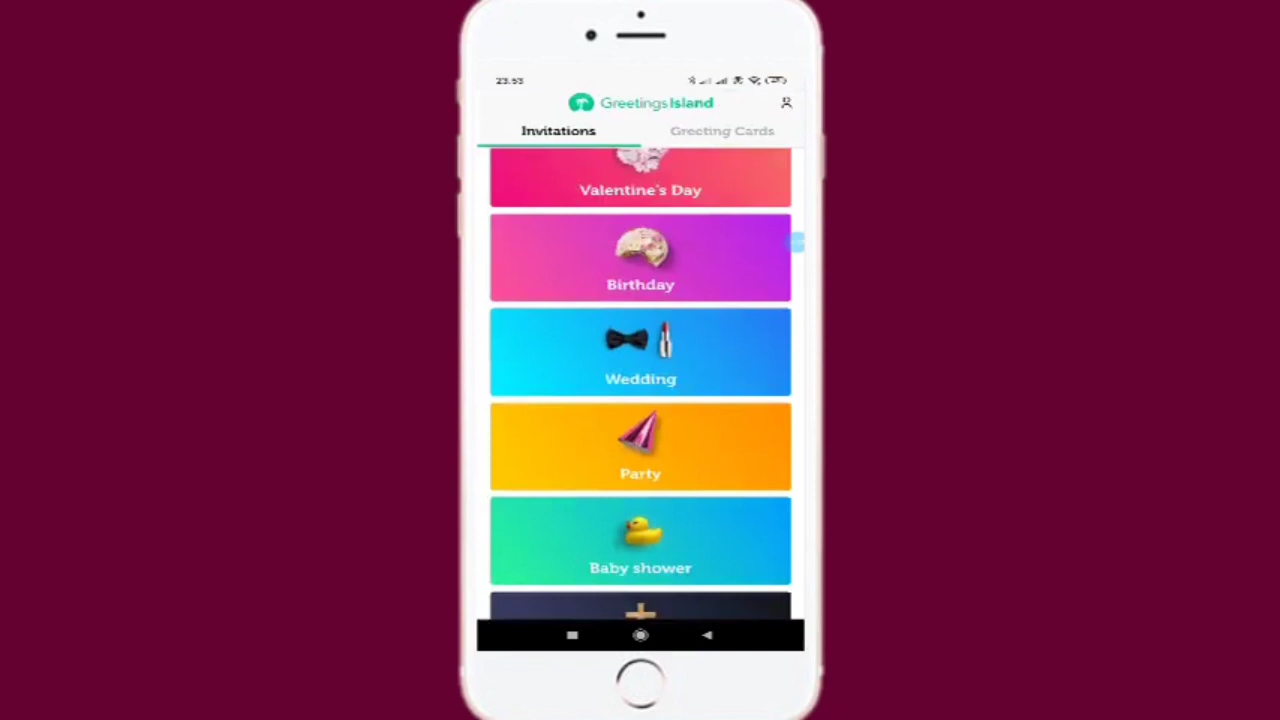 23.53
Greetings Island
Invitations
Greeting Cards
Valentine's Day
Birthday
Wedding
Party
Baby shower